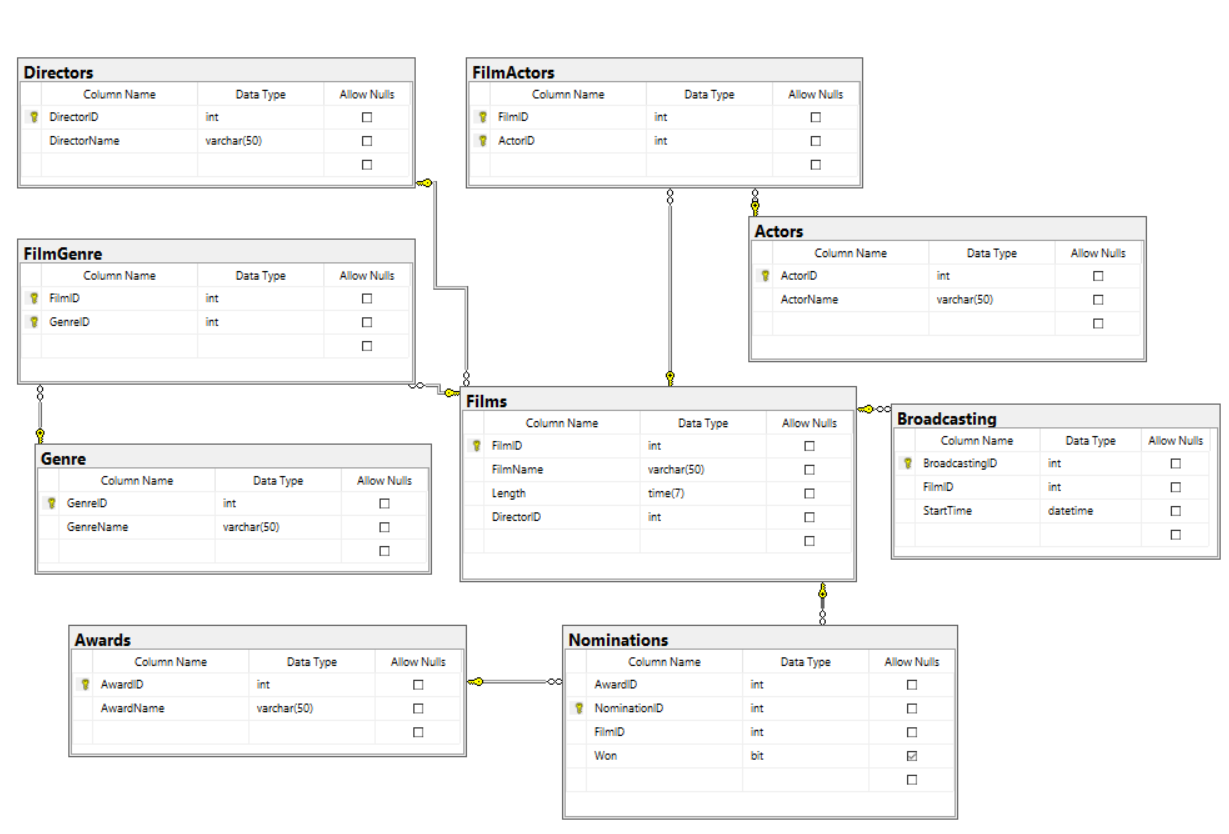 Directors
Column Name Data Type Allow Nulls
DirectorID int
DirectorName varchar(50)
FilmActors
Column Name Data Type Allow Nulls
FilmID int
ActorID int
Actors
Column Name Data Type Allow Nulls
ActorID int
ActorName varchar(50)
FilmGenre
Column Name Data Type Allow Nulls
FilmID int
GenreID int
Films
Column Name Data Type Allow Nulls
FilmID int
FilmName varchar(50)
Length time(7)
DirectorID int
Broadcasting
Column Name Data Type Allow Nulls
BroadcastingID int
FilmID int
StartTime datetime
Genre
Column Name Data Type Allow Nulls
GenreID int
GenreName varchar(50)
Awards
Column Name Data Type Allow Nulls
AwardID int
AwardName varchar(50)
Nominations
Column Name Data Type Allow Nulls
AwardID int
NominationID int
FilmID int
Won bit